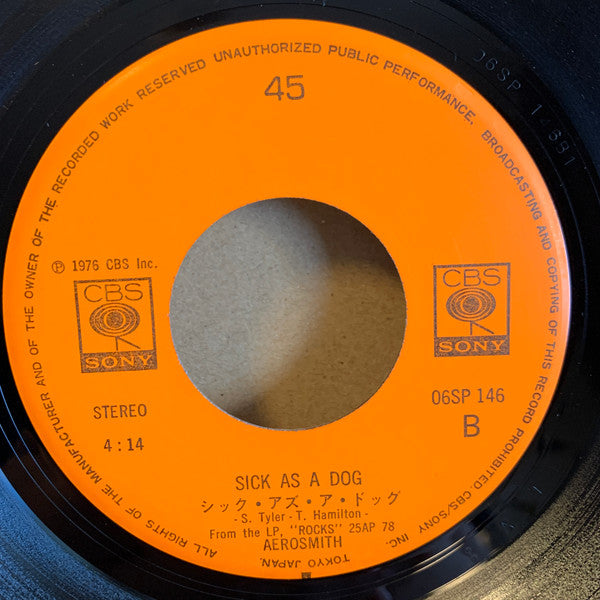 ALL RIGHTS OF THE MANUFACTURER AND OF THE OWNER OF THE RECORDED WORK RESERVED UNAUTHORIZED PUBLIC PERFORMANCE, BROADCASTING AND COPYING OF THIS RECORD PROHIBITED. CBS/SONY INC. TOKYO JAPAN,
45
℗ 1976 CBS Inc.
CBS
SONY
CBS
SONY
STEREO
4:14
06SP 146
B
SICK AS A DOG
シック・アズ・ア・ドッグ
- S. Tyler - T. Hamilton -
From the LP, "ROCKS" 25AP 78
AEROSMITH